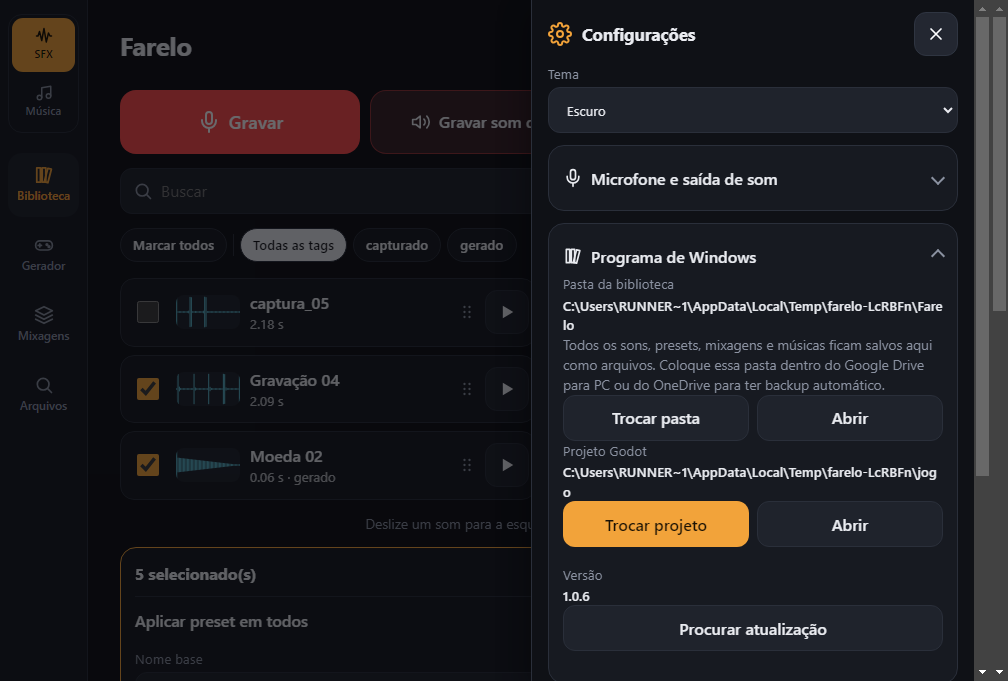 SFX
Música
Biblioteca
Gerador
Mixagens
Arquivos
Farelo
Gravar
Gravar som d
Buscar
Marcar todos
Todas as tags
capturado
gerado
captura_05
2.18 s
Gravação 04
2.09 s
Moeda 02
0.06 s · gerado
Deslize um som para a esqu
5 selecionado(s)
Aplicar preset em todos
Nome base
Configurações
Tema
Escuro
Microfone e saída de som
Programa de Windows
Pasta da biblioteca
C:\Users\RUNNER~1\AppData\Local\Temp\farelo-LcRBFn\Fare
lo
Todos os sons, presets, mixagens e músicas ficam salvos aqui
como arquivos. Coloque essa pasta dentro do Google Drive
para PC ou do OneDrive para ter backup automático.
Trocar pasta
Abrir
Projeto Godot
C:\Users\RUNNER~1\AppData\Local\Temp\farelo-LcRBFn\jog
o
Trocar projeto
Abrir
Versão
1.0.6
Procurar atualização